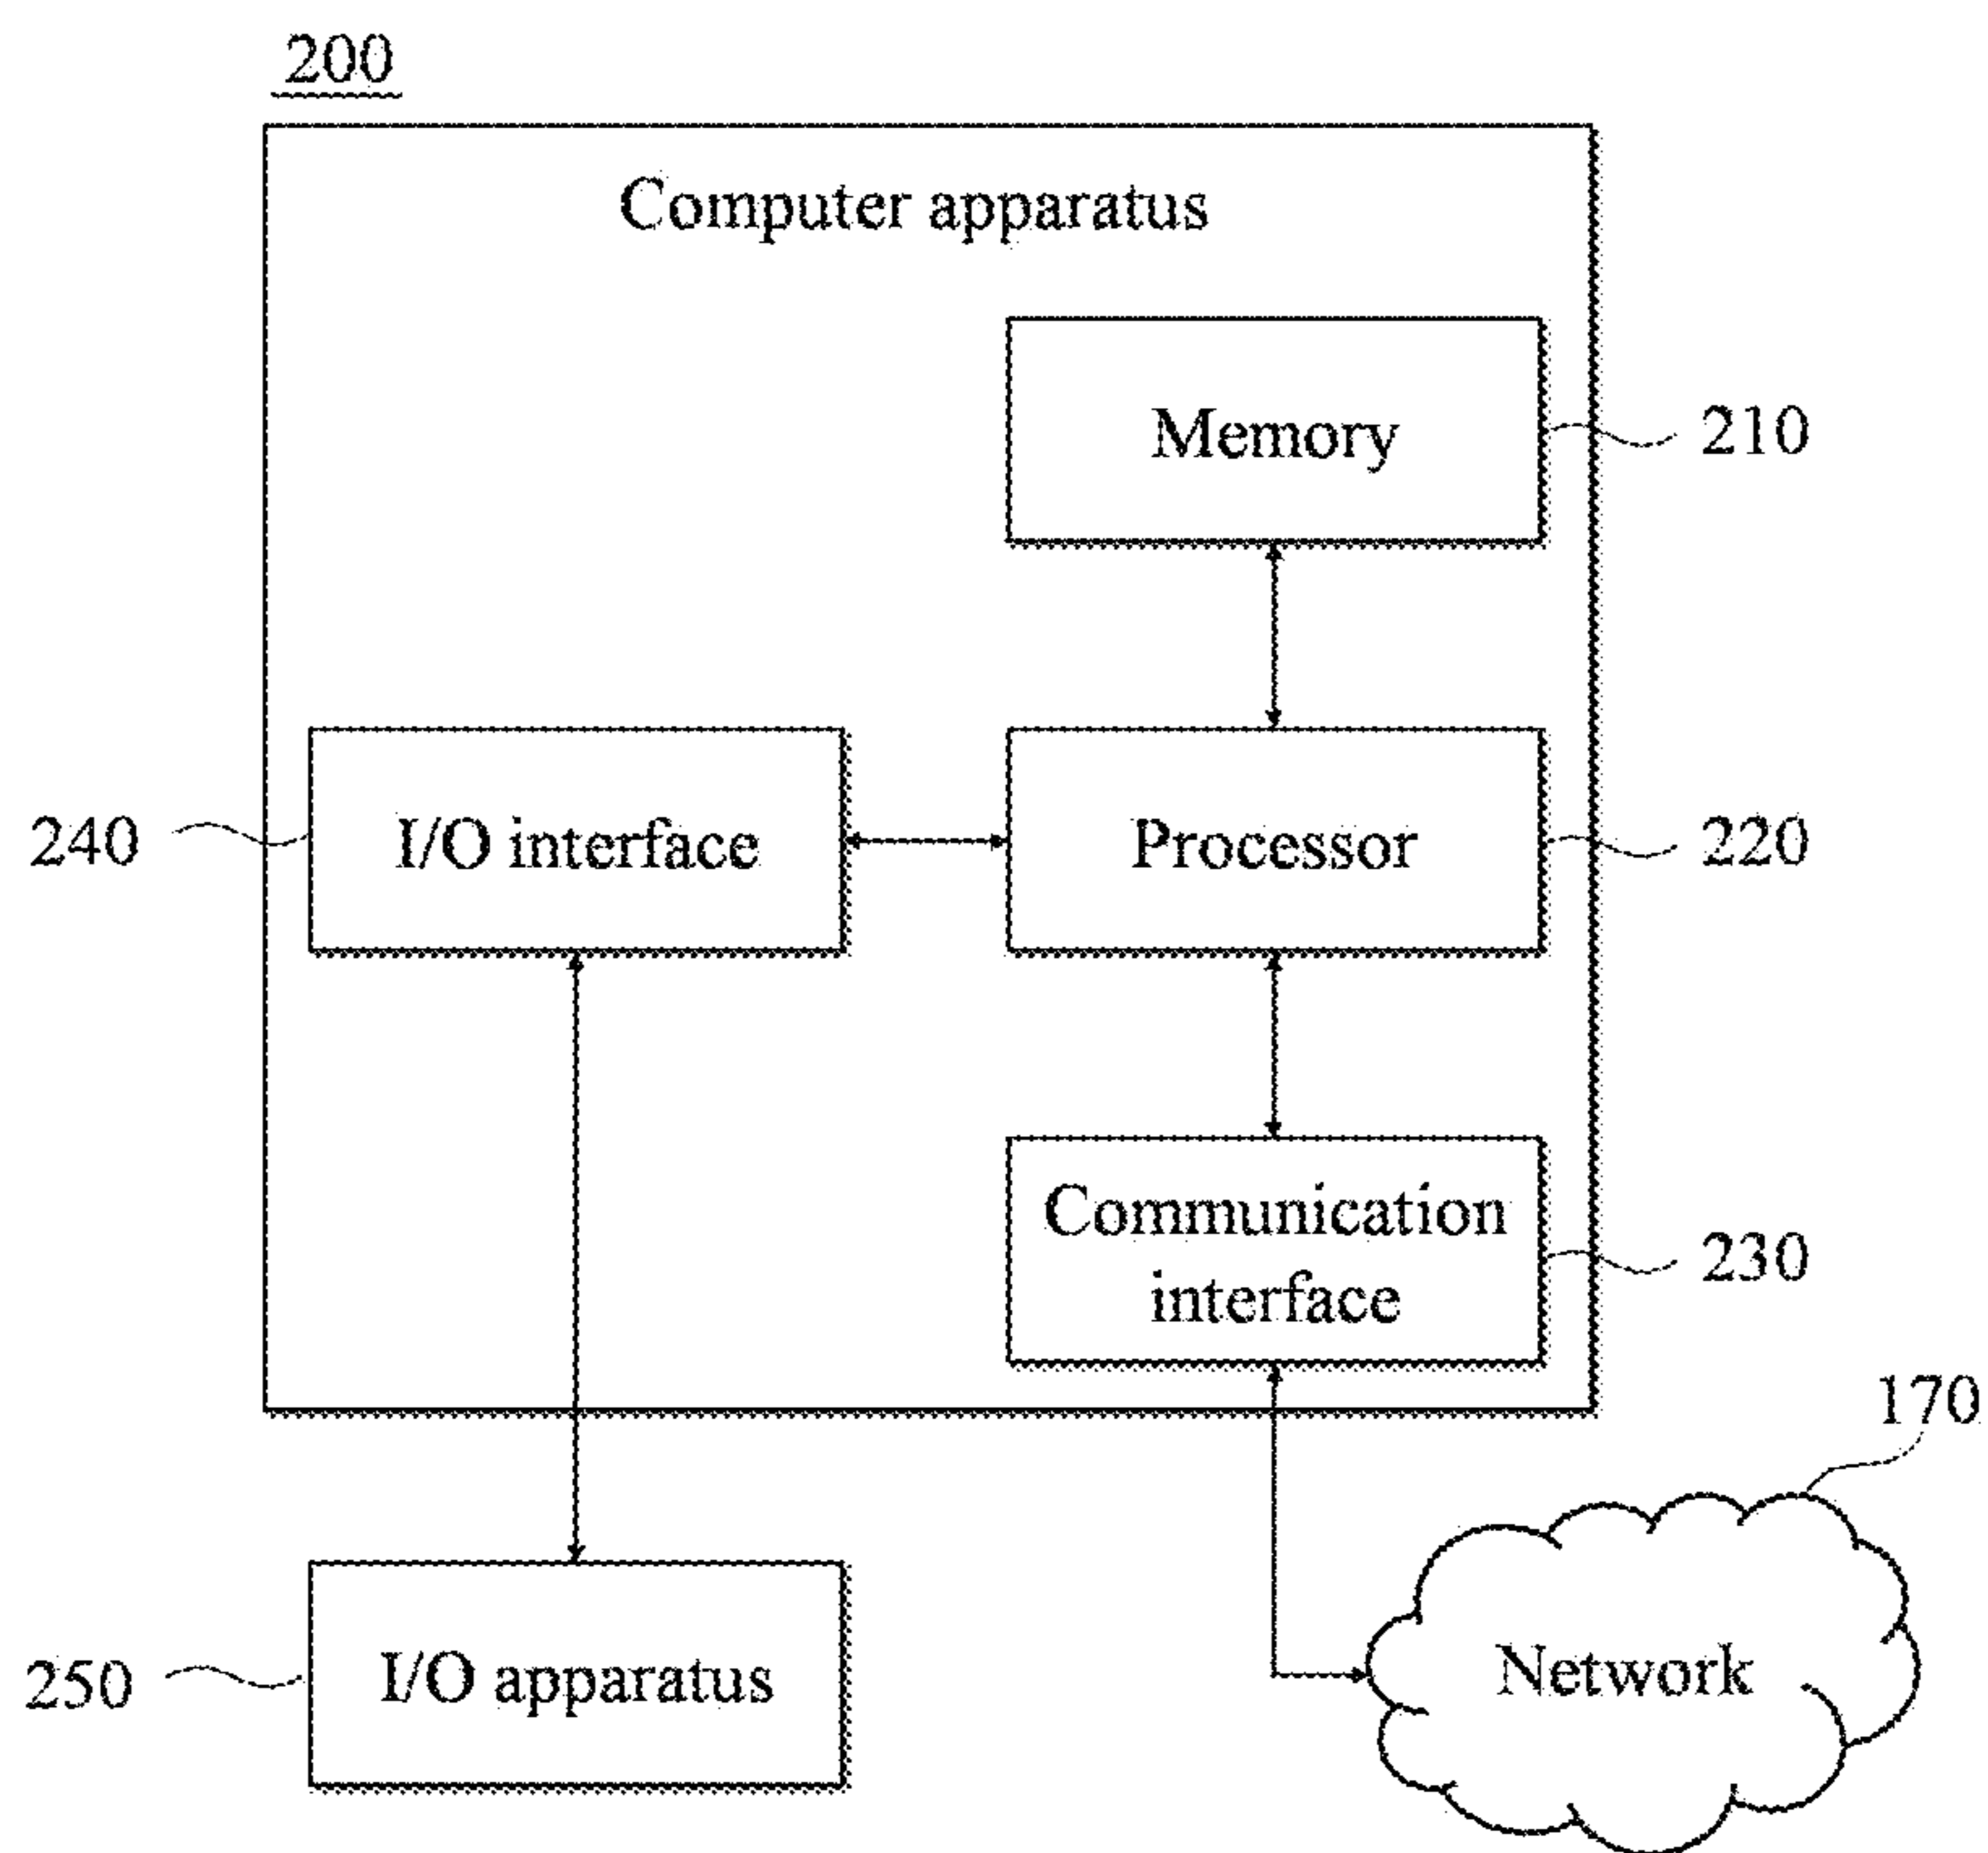 200
Computer apparatus
Memory
210
240
I/O interface
Processor
220
Communication
interface
230
170
250
I/O apparatus
Network